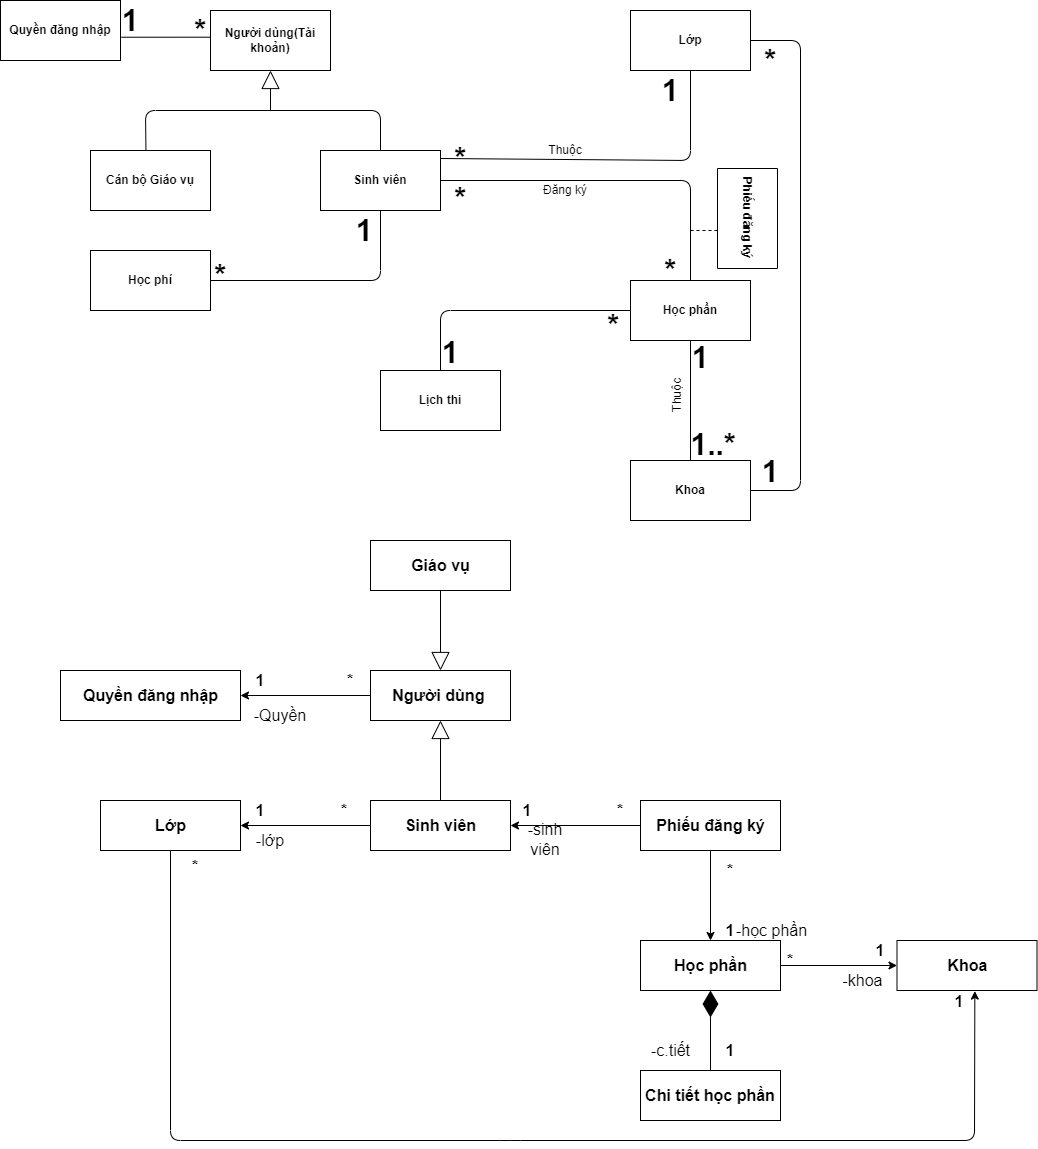 Quyền đăng nhập
1
*
Người dùng(Tài
khoản)
Lớp
*
1
Cán bộ Giáo vụ
Sinh viên
*
Thuộc
*
Đăng ký
Phiếu đăng ký
1
*
Học phí
*
Học phần
*
1
1
Lịch thi
Thuộc
1..*
Khoa
1
Giáo vụ
Quyền đăng nhập
1
*
-Quyền
Người dùng
Lớp
1
*
-lớp
Sinh viên
1
*
-sinh
viên
Phiếu đăng ký
*
*
1
-học phần
Học phần
*
1
-khoa
Khoa
1
-c.tiết
1
Chi tiết học phần